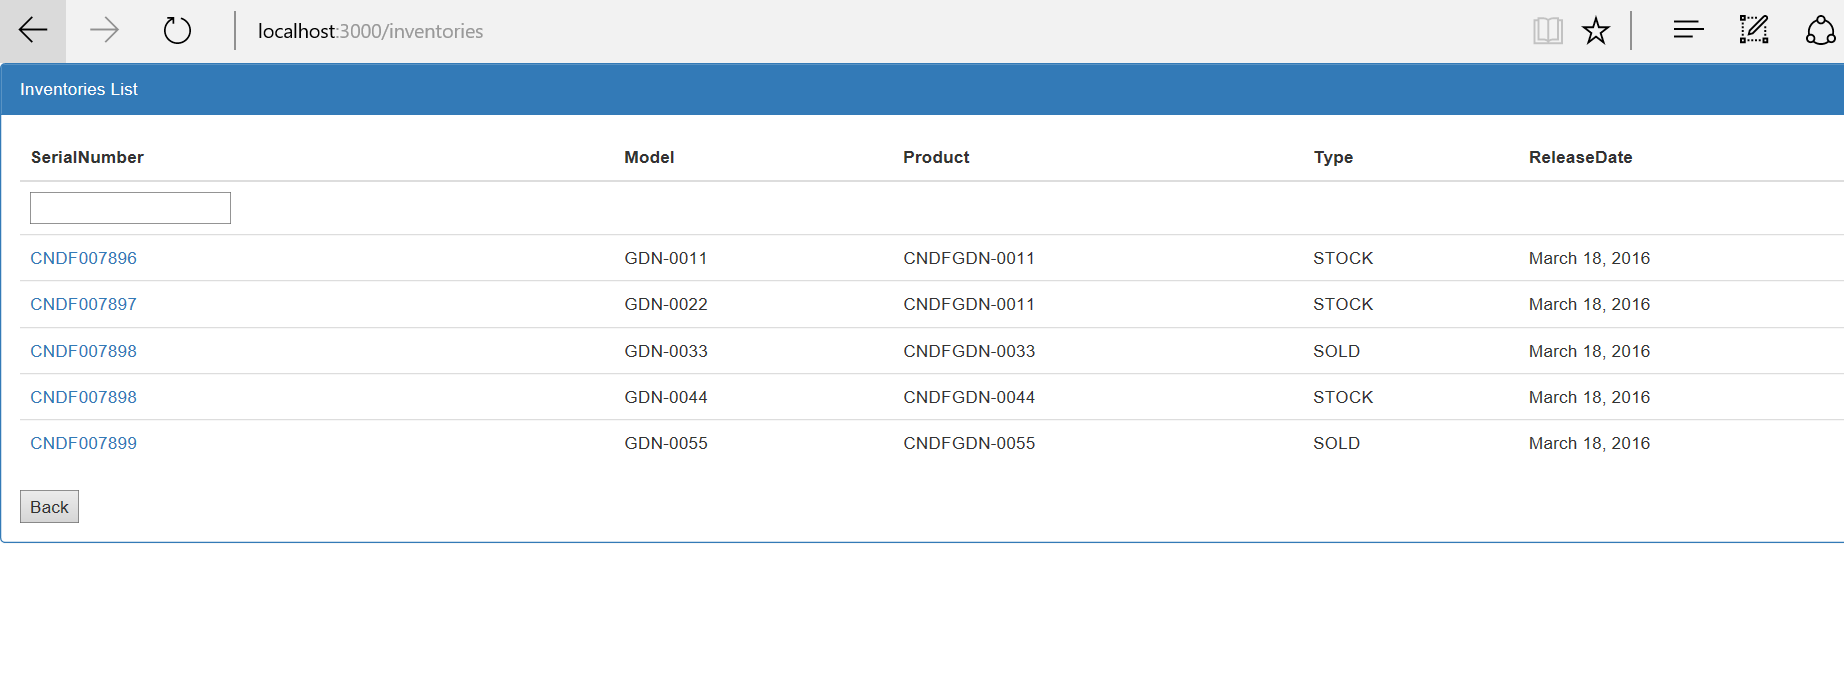 localhost:3000/inventories
Inventories List
SerialNumber Model Product Type ReleaseDate
CNDF007896 GDN-0011 CNDFGDN-0011 STOCK March 18, 2016
CNDF007897 GDN-0022 CNDFGDN-0011 STOCK March 18, 2016
CNDF007898 GDN-0033 CNDFGDN-0033 SOLD March 18, 2016
CNDF007898 GDN-0044 CNDFGDN-0044 STOCK March 18, 2016
CNDF007899 GDN-0055 CNDFGDN-0055 SOLD March 18, 2016
Back